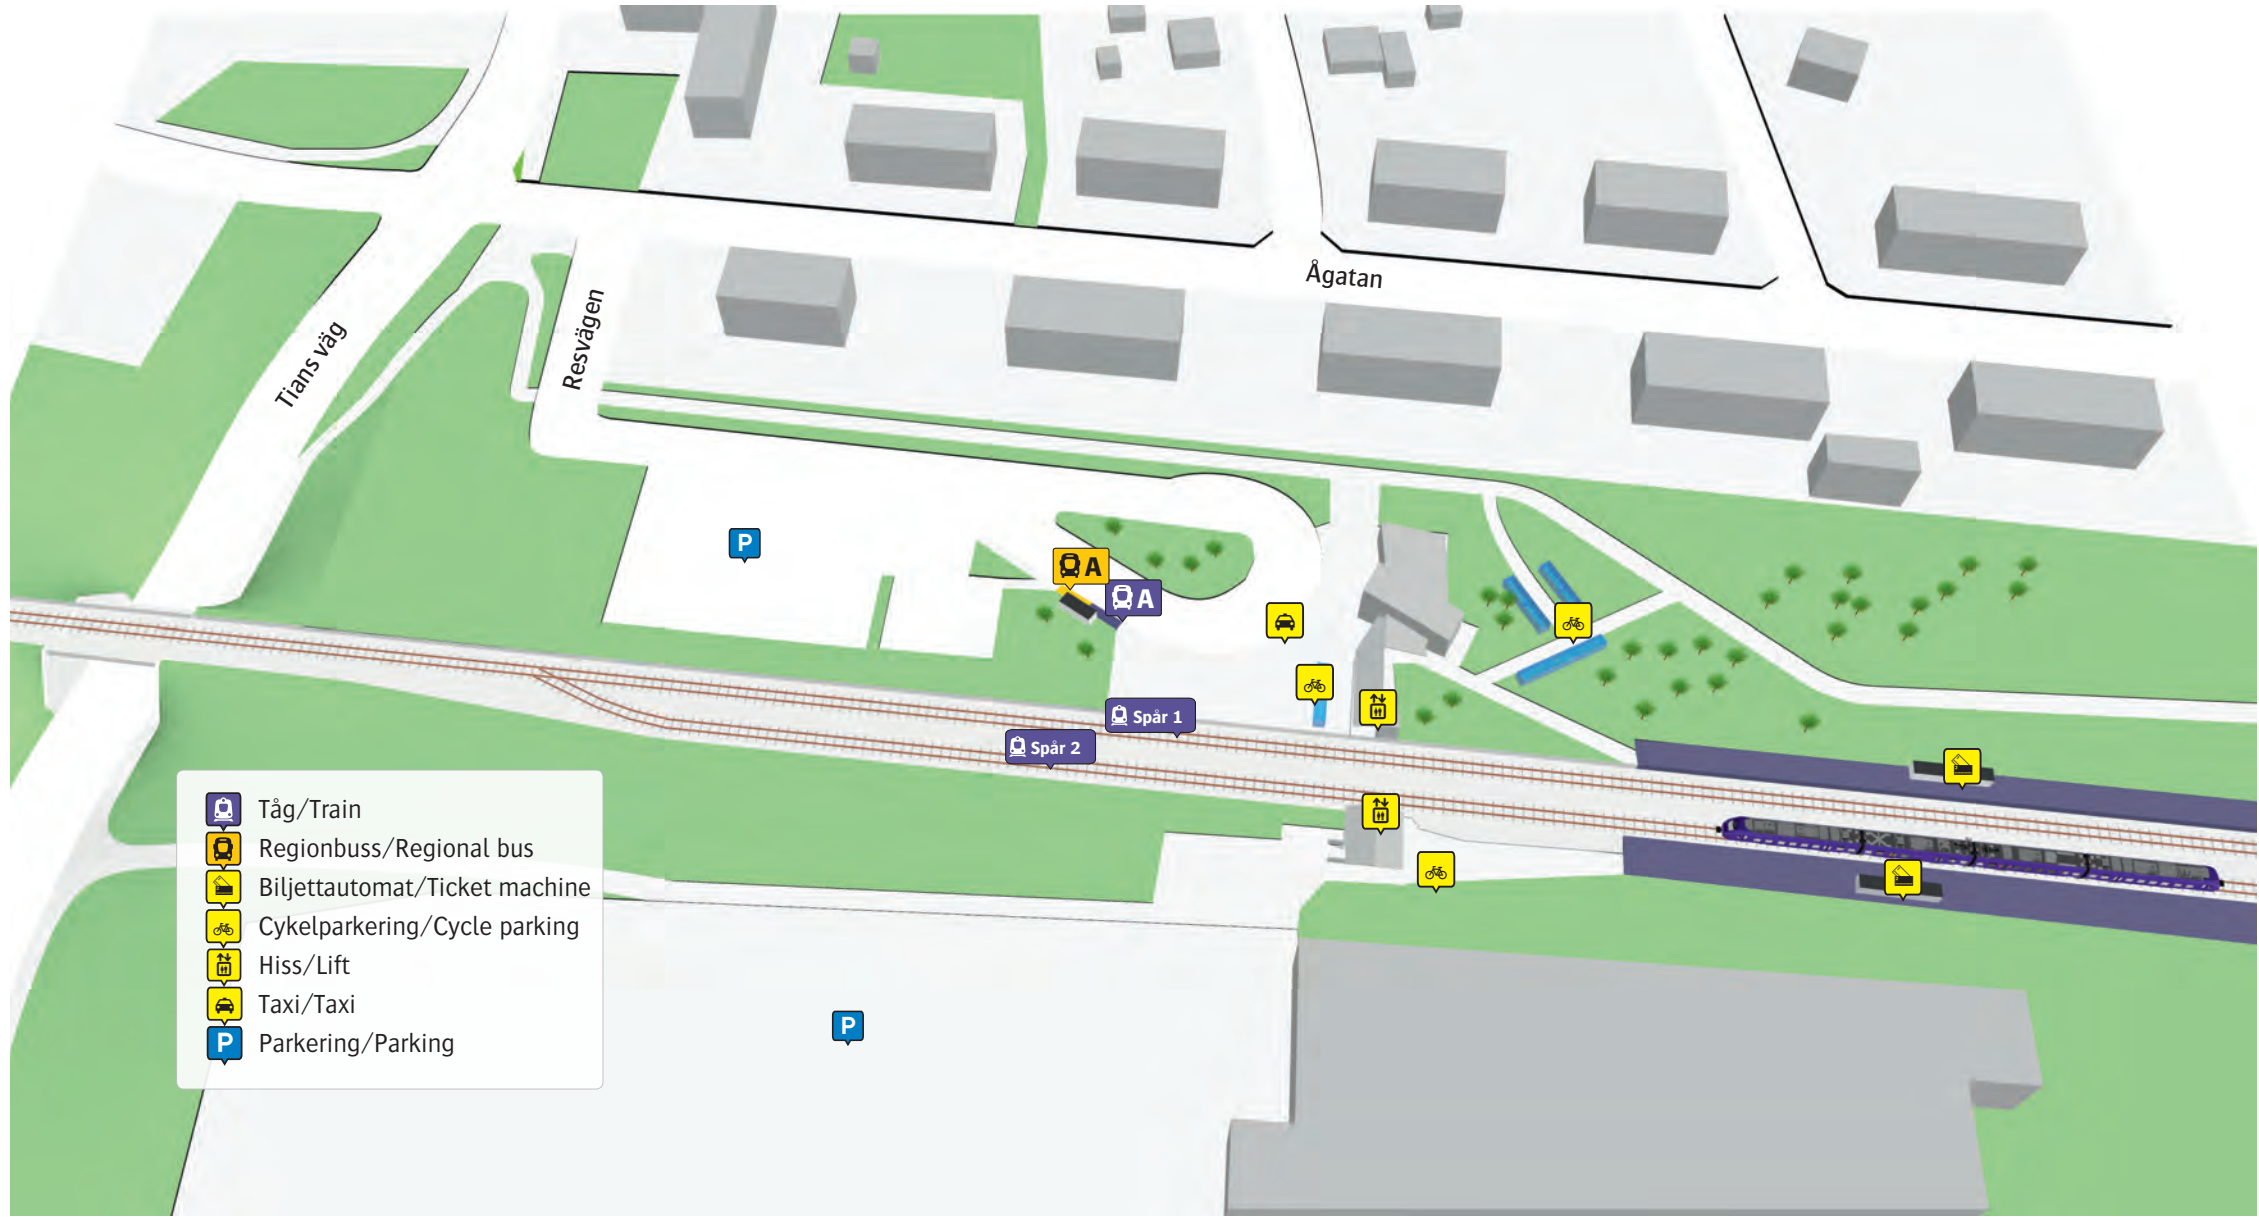 Ågatan
Tians väg
Resvägen
P
A
A
Spår 1
Spår 2
Tåg/Train
Regionbuss/Regional bus
Biljettautomat/Ticket machine
Cykelparkering/Cycle parking
Hiss/Lift
Taxi/Taxi
P Parkering/Parking
P